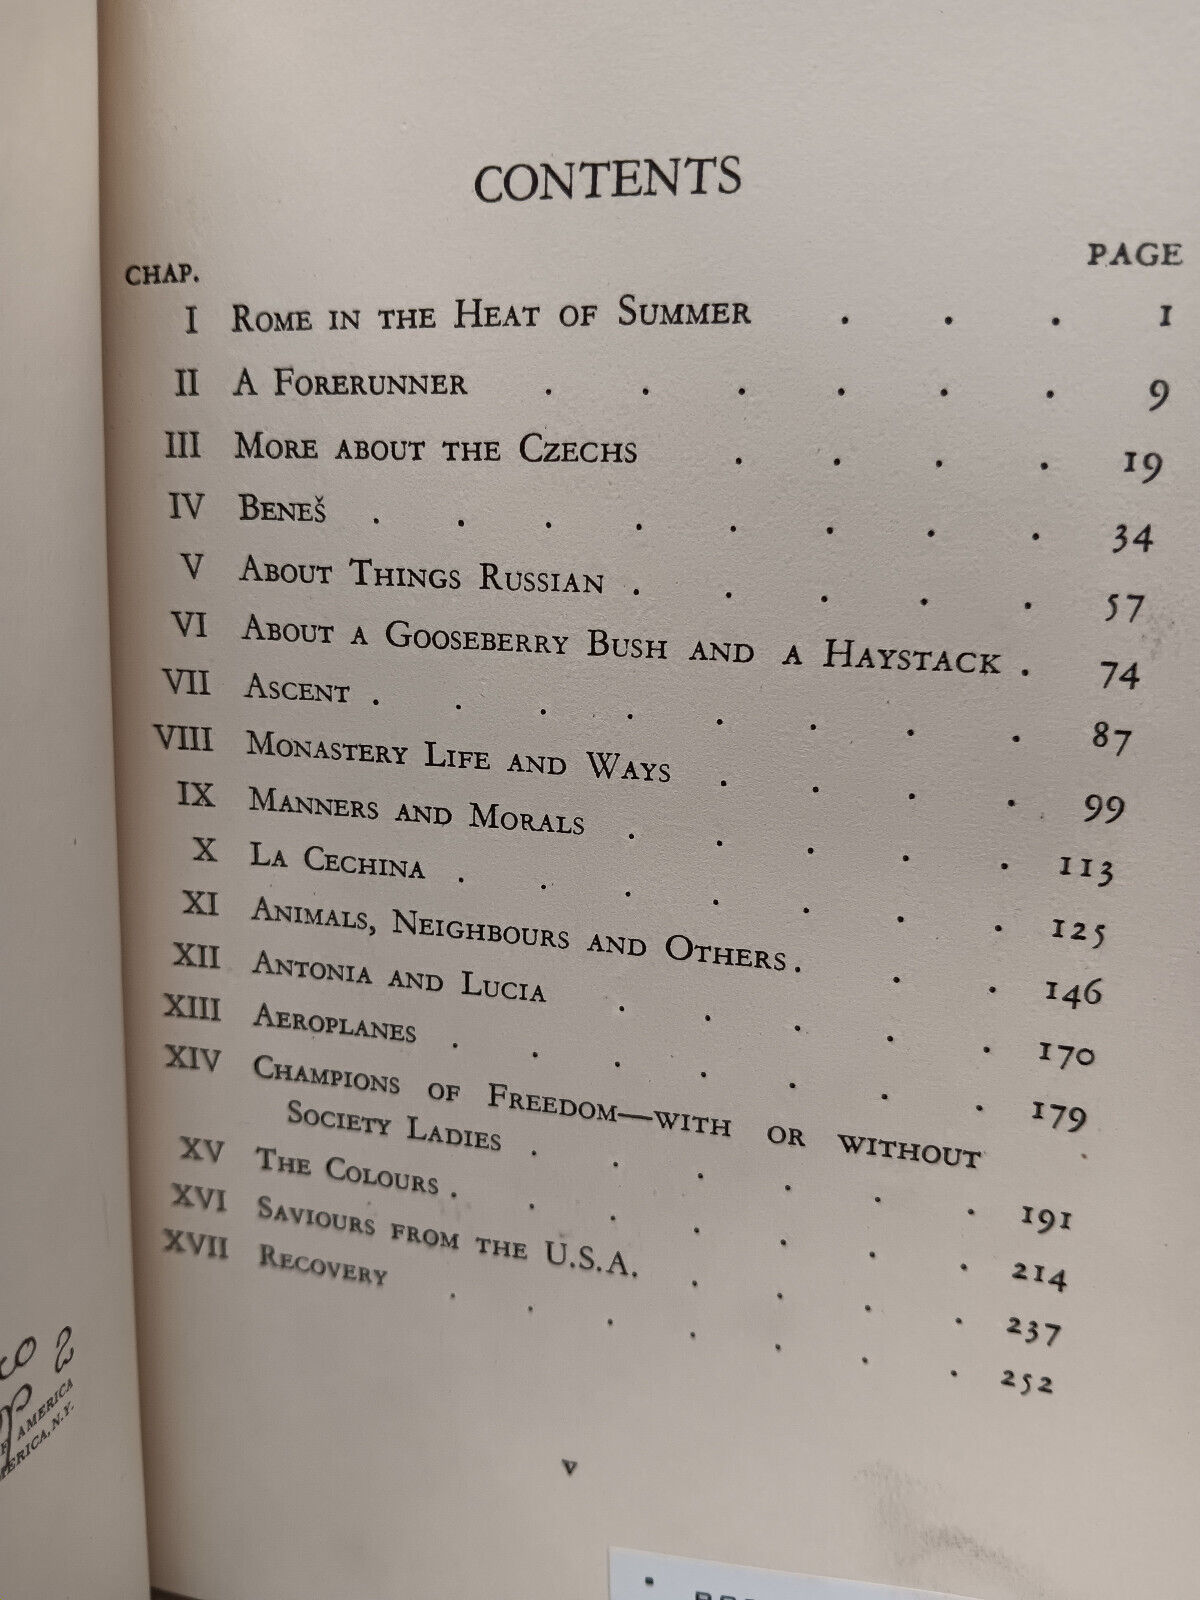 CONTENTS
CHAP. PAGE
I ROME IN THE HEAT OF SUMMER . . . 1
II A FORERUNNER . . . . . . 9
III MORE ABOUT THE CZECHS . . . . 19
IV BENEŠ . . . . . . . . 34
V ABOUT THINGS RUSSIAN . . . . . 57
VI ABOUT A GOOSEBERRY BUSH AND A HAYSTACK . 74
VII ASCENT . . . . . . . . 87
VIII MONASTERY LIFE AND WAYS . . . . 99
IX MANNERS AND MORALS . . . . . 113
X LA CECHINA . . . . . . . 125
XI ANIMALS, NEIGHBOURS AND OTHERS . . . 146
XII ANTONIA AND LUCIA . . . . . 170
XIII AEROPLANES . . . . . . . 179
XIV CHAMPIONS OF FREEDOM—WITH OR WITHOUT
SOCIETY LADIES . . . . . . 191
XV THE COLOURS . . . . . . . 214
XVI SAVIOURS FROM THE U.S.A. . . . . 237
XVII RECOVERY . . . . . . . 252
v
AMERICA
N.Y.